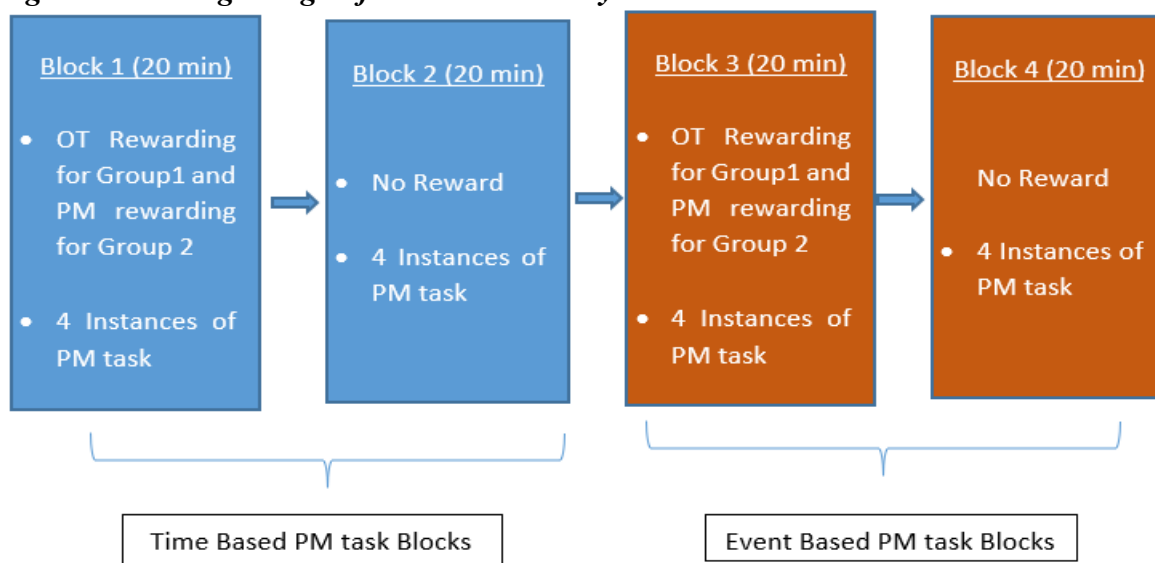 Block 1 (20 min)
• OT Rewarding
for Group1 and
PM rewarding
for Group 2
• 4 Instances of
PM task
Block 2 (20 min)
• No Reward
• 4 Instances of
PM task
Block 3 (20 min)
• OT Rewarding
for Group1 and
PM rewarding
for Group 2
• 4 Instances of
PM task
Block 4 (20 min)
No Reward
• 4 Instances of
PM task
Time Based PM task Blocks
Event Based PM task Blocks